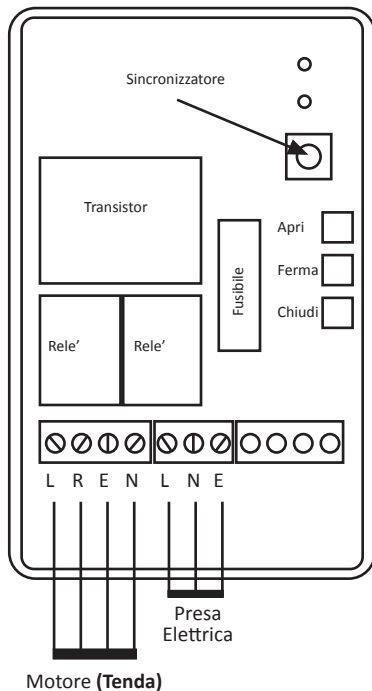 Sincronizzatore
Transistor
Apri
Ferma
Chiudi
Fusibile
Rele’
Rele’
L R E N L N E
Presa
Elettrica
Motore (Tenda)